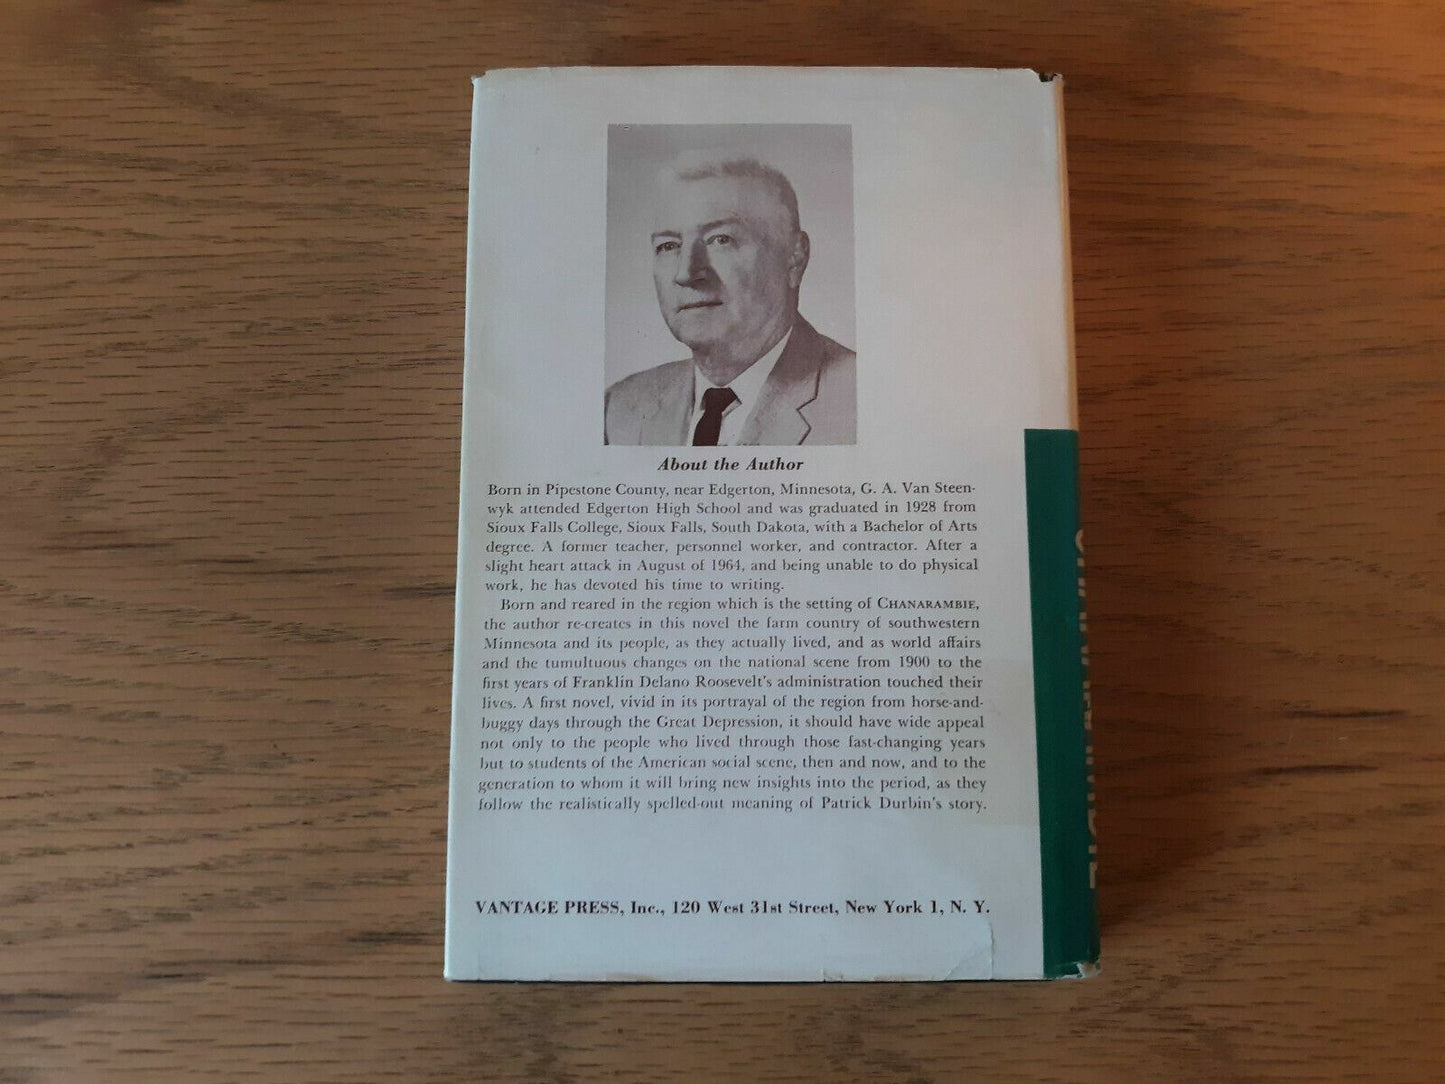 About the Author
Born in Pipestone County, near Edgerton, Minnesota, G. A. Van Steen-
wyk attended Edgerton High School and was graduated in 1928 from
Sioux Falls College, Sioux Falls, South Dakota, with a Bachelor of Arts
degree. A former teacher, personnel worker, and contractor. After a
slight heart attack in August of 1964, and being unable to do physical
work, he has devoted his time to writing.
Born and reared in the region which is the setting of CHANARAMBIE,
the author re-creates in this novel the farm country of southwestern
Minnesota and its people, as they actually lived, and as world affairs
and the tumultuous changes on the national scene from 1900 to the
first years of Franklin Delano Roosevelt's administration touched their
lives. A first novel, vivid in its portrayal of the region from horse-and-
buggy days through the Great Depression, it should have wide appeal
not only to the people who lived through those fast-changing years
but to students of the American social scene, then and now, and to the
generation to whom it will bring new insights into the period, as they
follow the realistically spelled-out meaning of Patrick Durbin's story.
VANTAGE PRESS, Inc., 120 West 31st Street, New York 1, N. Y.